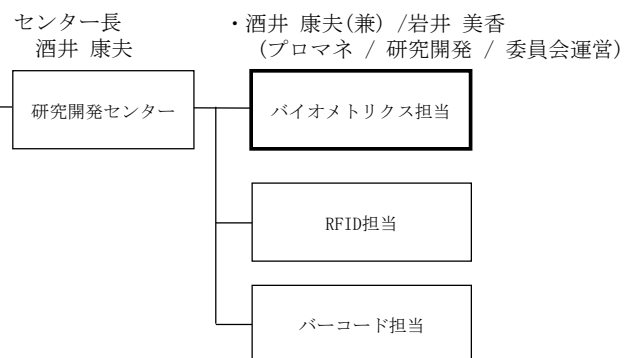 センター長
酒井 康夫
・酒井 康夫(兼) /岩井 美香
(プロマネ / 研究開発 / 委員会運営)
研究開発センター
バイオメトリクス担当
RFID担当
バーコード担当